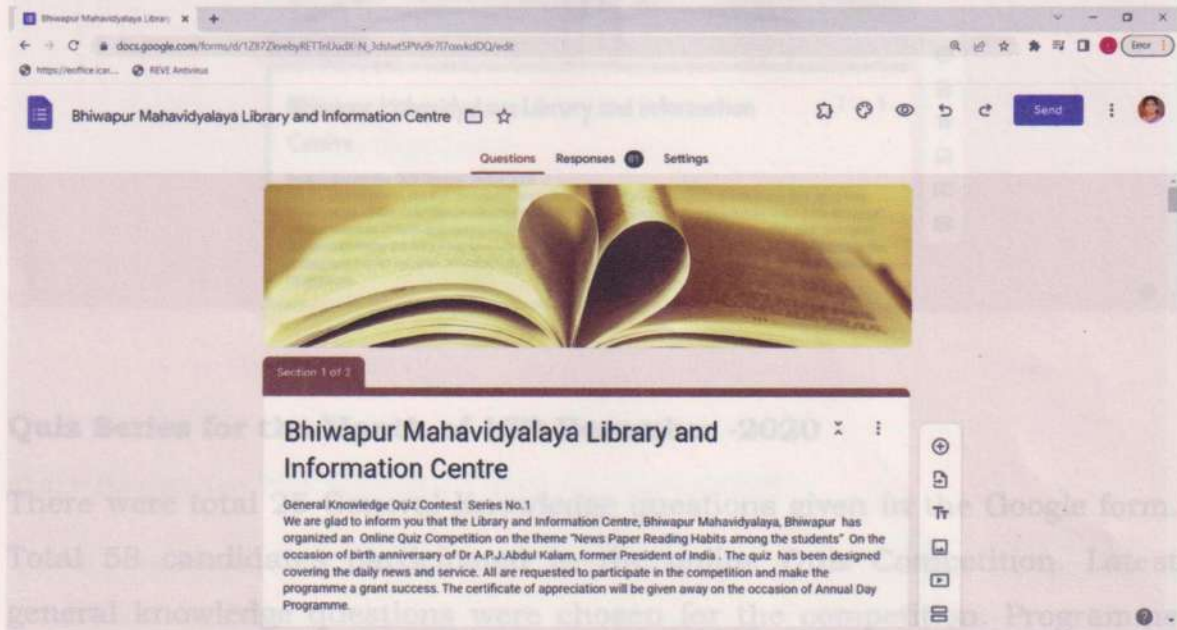 Bhiwapur Mahavidyalaya Library
docs.google.com/forms/d/
/edit
Error
https://eoffice.icar....
REVE Antivirus
Bhiwapur Mahavidyalaya Library and Information Centre
Send
Questions Responses Settings
Section 1 of 2
Bhiwapur Mahavidyalaya Library and
Information Centre
General Knowledge Quiz Contest Series No.1
We are glad to inform you that the Library and Information Centre, Bhiwapur Mahavidyalaya, Bhiwapur has
organized an Online Quiz Competition on the theme "News Paper Reading Habits among the students" On the
occasion of birth anniversary of Dr A.P.J.Abdul Kalam, former President of India . The quiz has been designed
covering the daily news and service. All are requested to participate in the competition and make the
programme a grant success. The certificate of appreciation will be given away on the occasion of Annual Day
Programme.
Quiz Series for the -2020
There were total questions given in the Google form.
Total 58 Competition. Latest
general knowledge questions were chosen for the competition. Programme